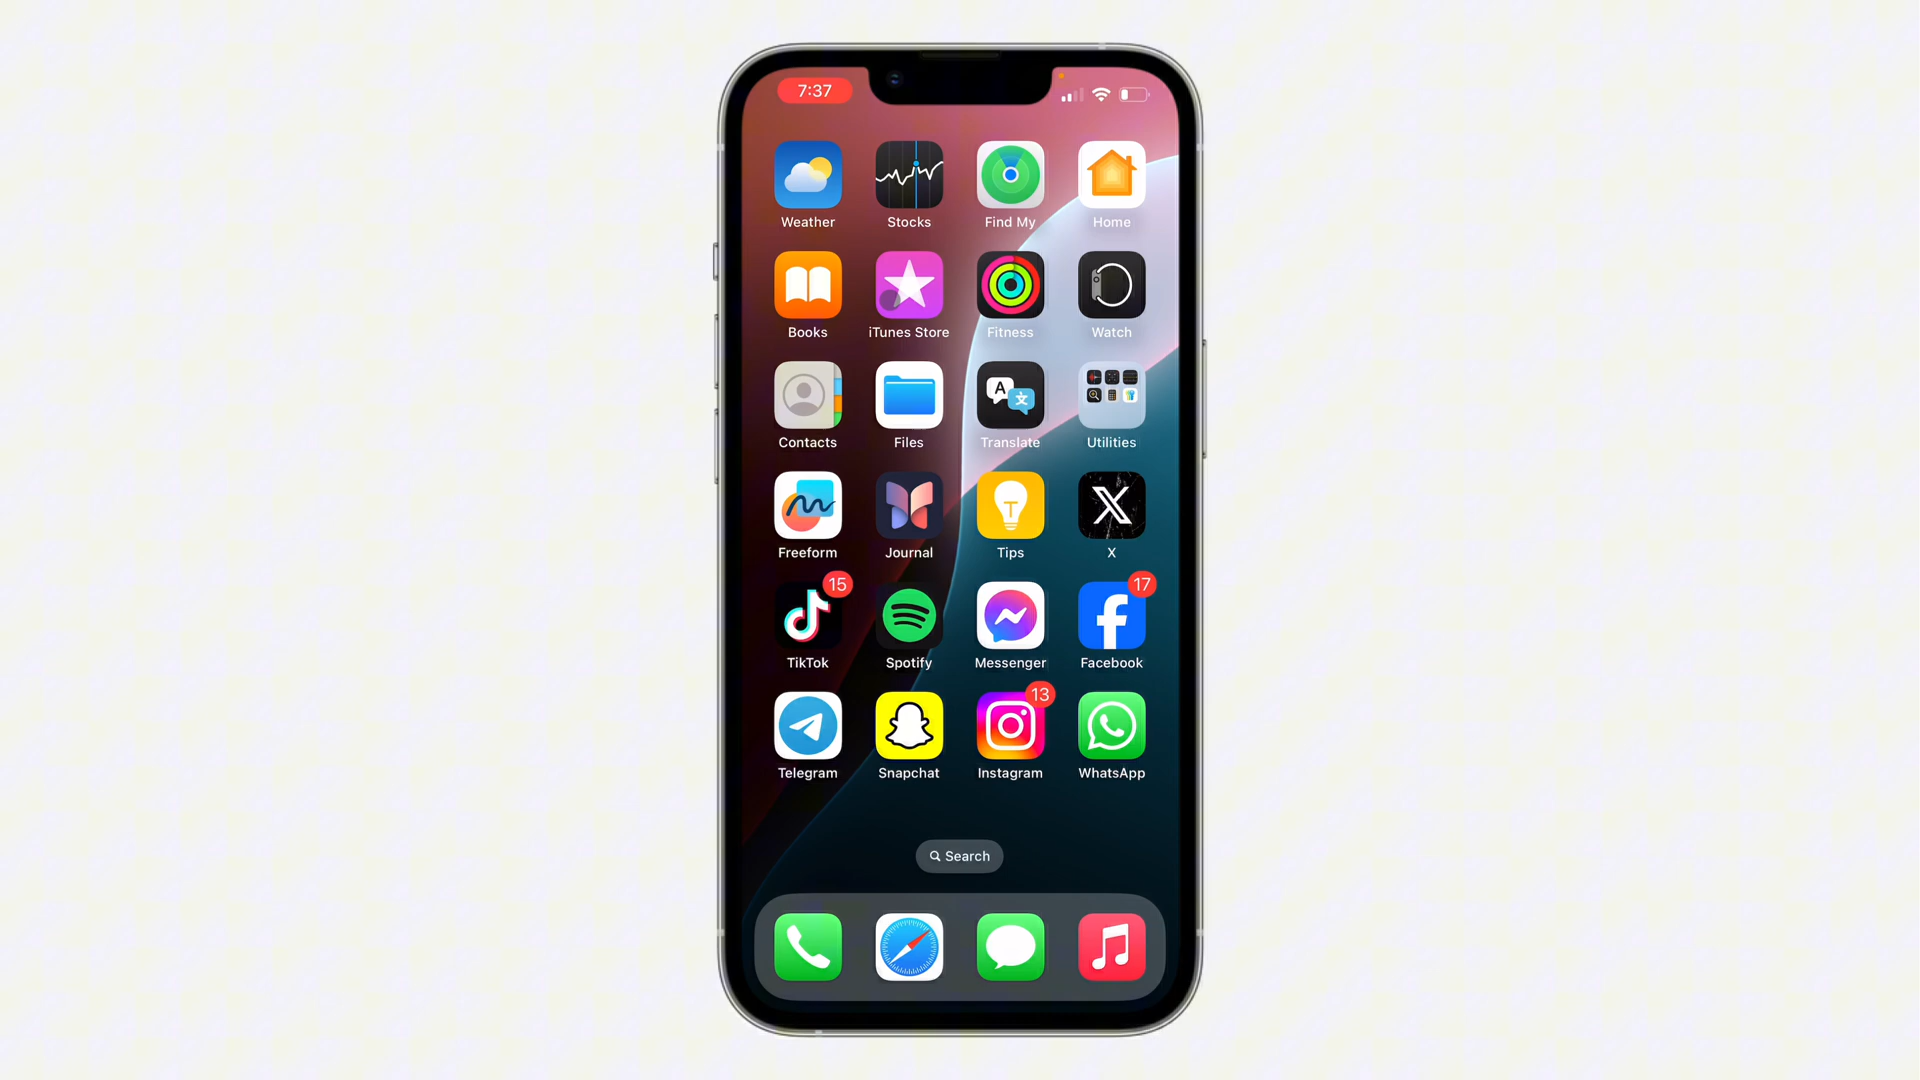 7:37
Weather Stocks Find My Home
Books iTunes Store Fitness Watch
Contacts Files Translate Utilities
Freeform Journal Tips X
15 17
TikTok Spotify Messenger Facebook
13
Telegram Snapchat Instagram WhatsApp
Search